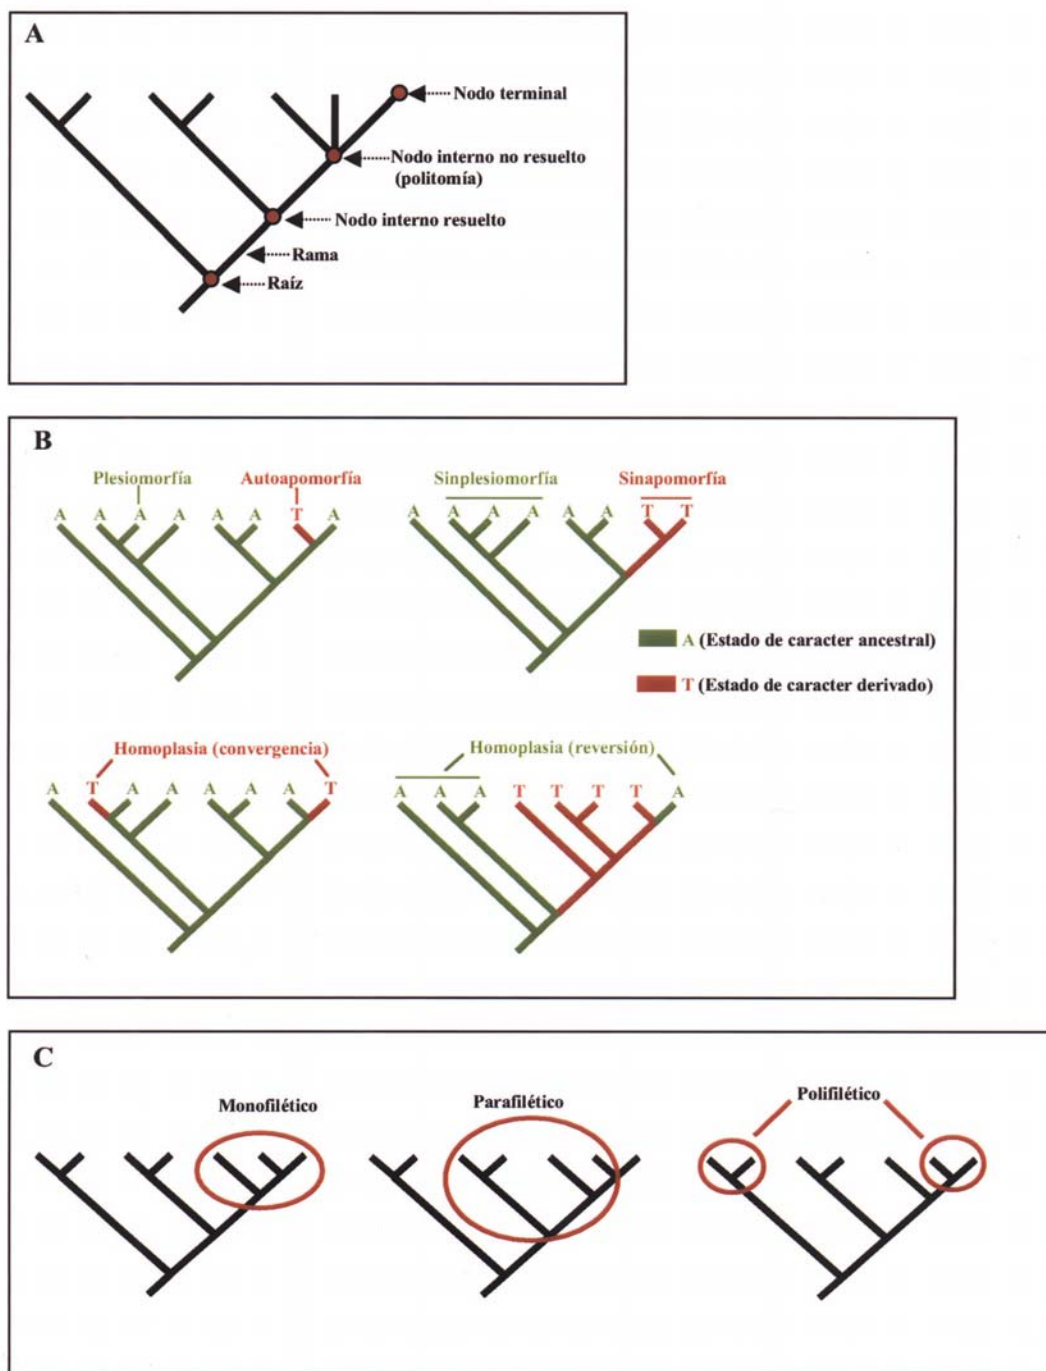 A
Nodo terminal
Nodo interno no resuelto
(politomía)
Nodo interno resuelto
Rama
Raíz
B
Plesiomorfía
Autoapomorfía
A A A A A A T A
Sinplesiomorfía
Sinapomorfía
A A A A A A T T
A (Estado de caracter ancestral)
T (Estado de caracter derivado)
Homoplasia (convergencia)
A T A A A A A T
Homoplasia (reversión)
A A A T T T T A
C
Monofilético
Parafilético
Polifilético